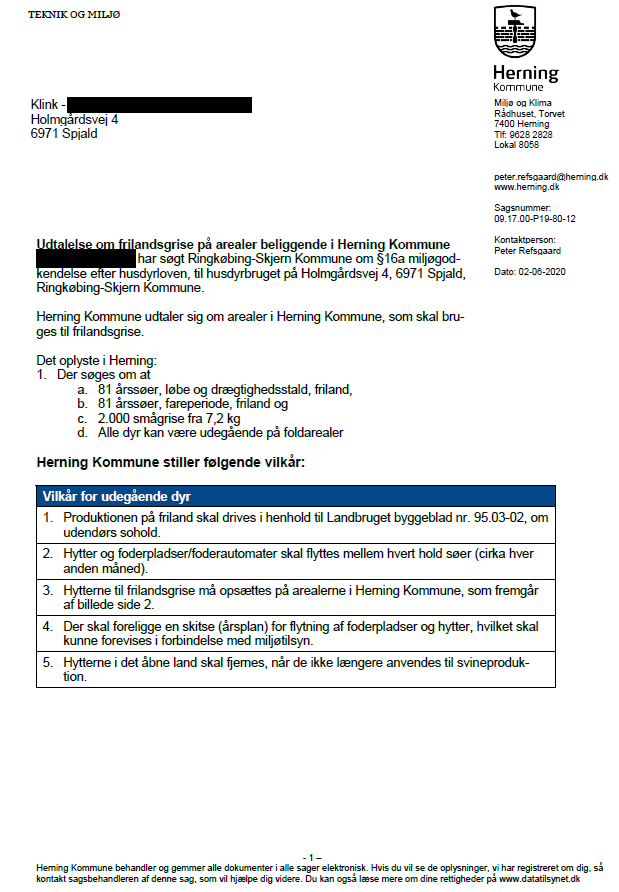 TEKNIK OG MILJØ
Herning
Kommune
Klink -
Holmgårdsvej 4
6971 Spjald
Miljø og Klima
Rådhuset, Torvet
7400 Herning
Tlf: 9628 2828
Lokal 8058
peter.refsgaard@herning.dk
www.herning.dk
Sagsnummer:
09.17.00-P19-80-12
Kontaktperson:
Peter Refsgaard
Dato: 02-06-2020
Udtalelse om frilandsgrise på arealer beliggende i Herning Kommune
har søgt Ringkøbing-Skjern Kommune om §16a miljøgod-
kendelse efter husdyrloven, til husdyrbruget på Holmgårdsvej 4, 6971 Spjald,
Ringkøbing-Skjern Kommune.
Herning Kommune udtaler sig om arealer i Herning Kommune, som skal bru-
ges til frilandsgrise.
Det oplyste i Herning:
1. Der søges om at
a. 81 årssøer, løbe og drægtighedsstald, friland,
b. 81 årssøer, fareperiode, friland og
c. 2.000 smågrise fra 7,2 kg
d. Alle dyr kan være udegående på foldarealer
Herning Kommune stiller følgende vilkår:
Vilkår for udegående dyr
1. Produktionen på friland skal drives i henhold til Landbruget byggeblad nr. 95.03-02, om
udendørs sohold.
2. Hytter og foderpladser/foderautomater skal flyttes mellem hvert hold søer (cirka hver
anden måned).
3. Hytterne til frilandsgrise må opsættes på arealerne i Herning Kommune, som fremgår
af billede side 2.
4. Der skal foreligge en skitse (årsplan) for flytning af foderpladser og hytter, hvilket skal
kunne forevises i forbindelse med miljøtilsyn.
5. Hytterne i det åbne land skal fjernes, når de ikke længere anvendes til svineproduk-
tion.
- 1 –
Herning Kommune behandler og gemmer alle dokumenter i alle sager elektronisk. Hvis du vil se de oplysninger, vi har registreret om dig, så
kontakt sagsbehandleren af denne sag, som vil hjælpe dig videre. Du kan også læse mere om dine rettigheder på www.datatilsynet.dk